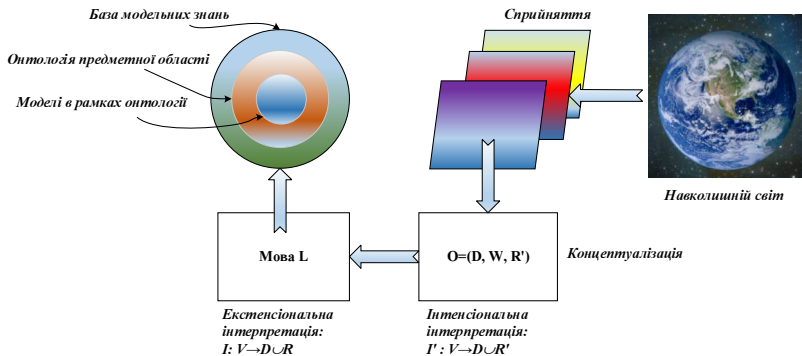 База модельних знань
Сприйняття
Онтологія предметної області
Моделі в рамках онтології
Навколишній світ
Мова L
O=(D, W, R')
Концептуалізація
Екстенсіональна
інтерпретація:
I: V→D∪R
Інтенсіональна
інтерпретація:
I' : V→D∪R'